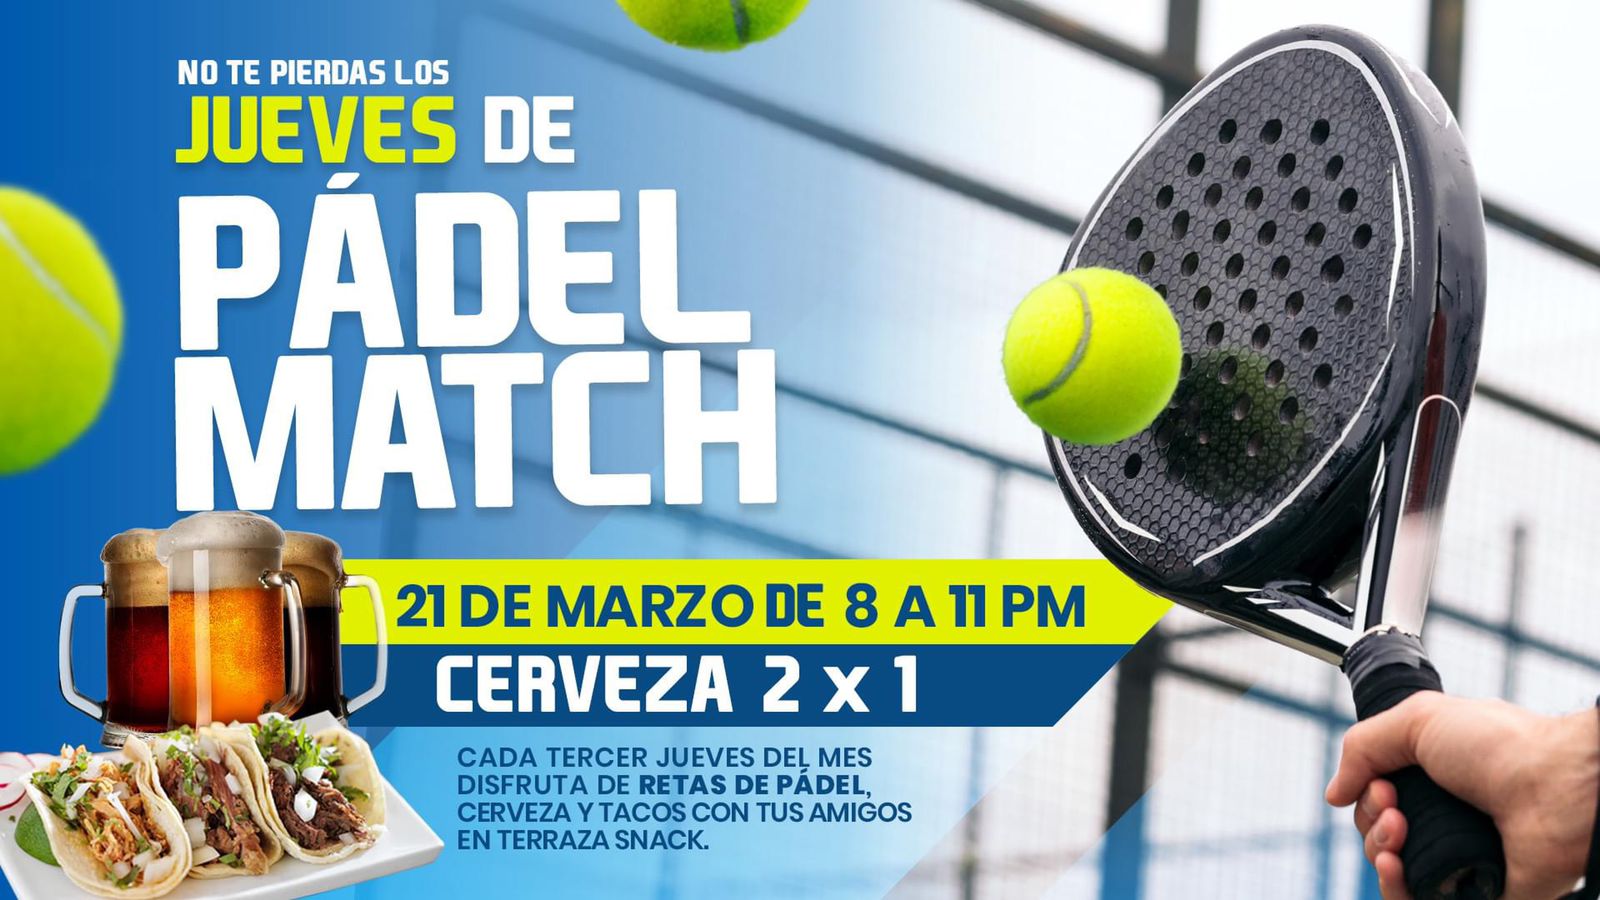 NO TE PIERDAS LOS
JUEVES DE
PÁDEL
MATCH
21 DE MARZO DE 8 A 11 PM
CERVEZA 2 x 1
CADA TERCER JUEVES DEL MES
DISFRUTA DE RETAS DE PÁDEL,
CERVEZA Y TACOS CON TUS AMIGOS
EN TERRAZA SNACK.